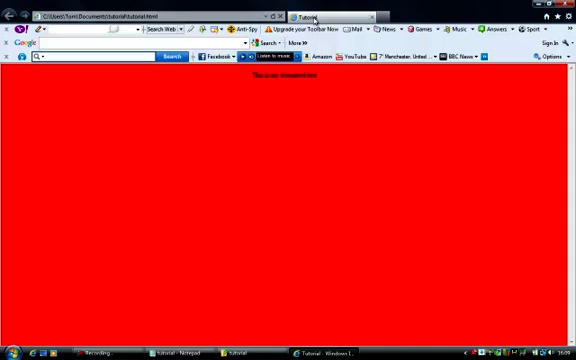 C:\Users\Tom\Documents\tutorial\tutorial.html
Tutorial
Search Web
Anti-Spy
Upgrade your Toolbar Now
Mail
News
Games
Music
Answers
Sport
Google
Search
More »
Sign In
Search
Facebook
Listen to music
Amazon
YouTube
7° Manchester, United ...
BBC News
Options
Recording...
tutorial - Notepad
tutorial
Tutorial - Windows I...
16:09